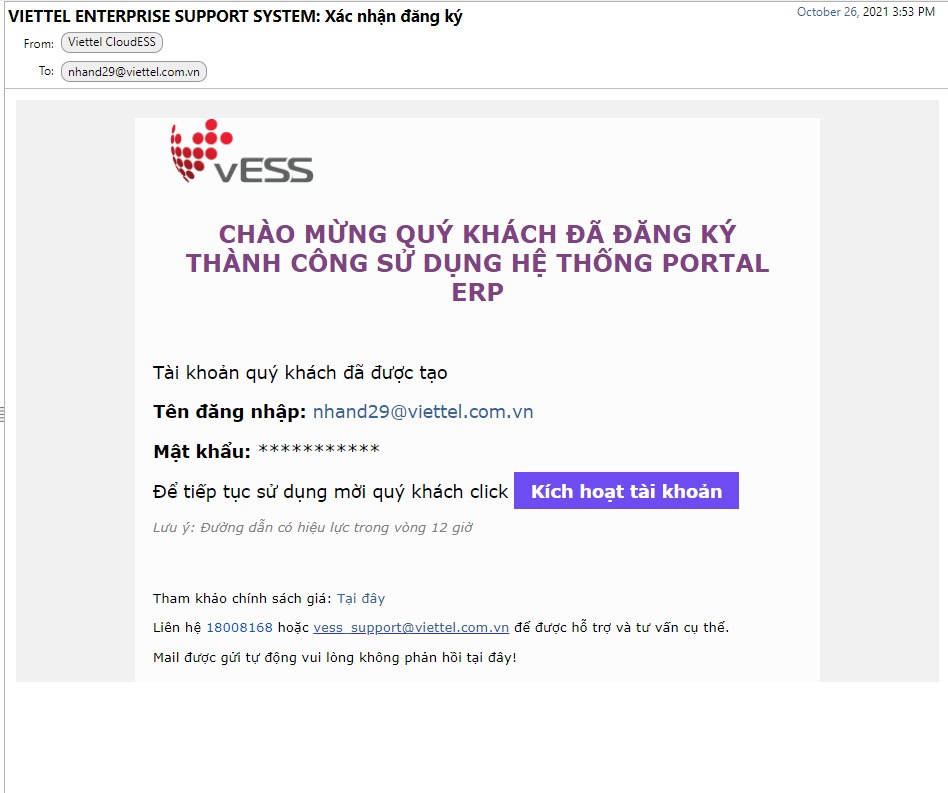 VIETTEL ENTERPRISE SUPPORT SYSTEM: Xác nhận đăng ký
October 26, 2021 3:53 PM
From: Viettel CloudESS
To: nhand29@viettel.com.vn
vESS
CHÀO MỪNG QUÝ KHÁCH ĐÃ ĐĂNG KÝ
THÀNH CÔNG SỬ DỤNG HỆ THỐNG PORTAL
ERP
Tài khoản quý khách đã được tạo
Tên đăng nhập: nhand29@viettel.com.vn
Mật khẩu: ***********
Để tiếp tục sử dụng mời quý khách click Kích hoạt tài khoản
Lưu ý: Đường dẫn có hiệu lực trong vòng 12 giờ
Tham khảo chính sách giá: Tại đây
Liên hệ 18008168 hoặc vess_support@viettel.com.vn để được hỗ trợ và tư vấn cụ thể.
Mail được gửi tự động vui lòng không phản hồi tại đây!